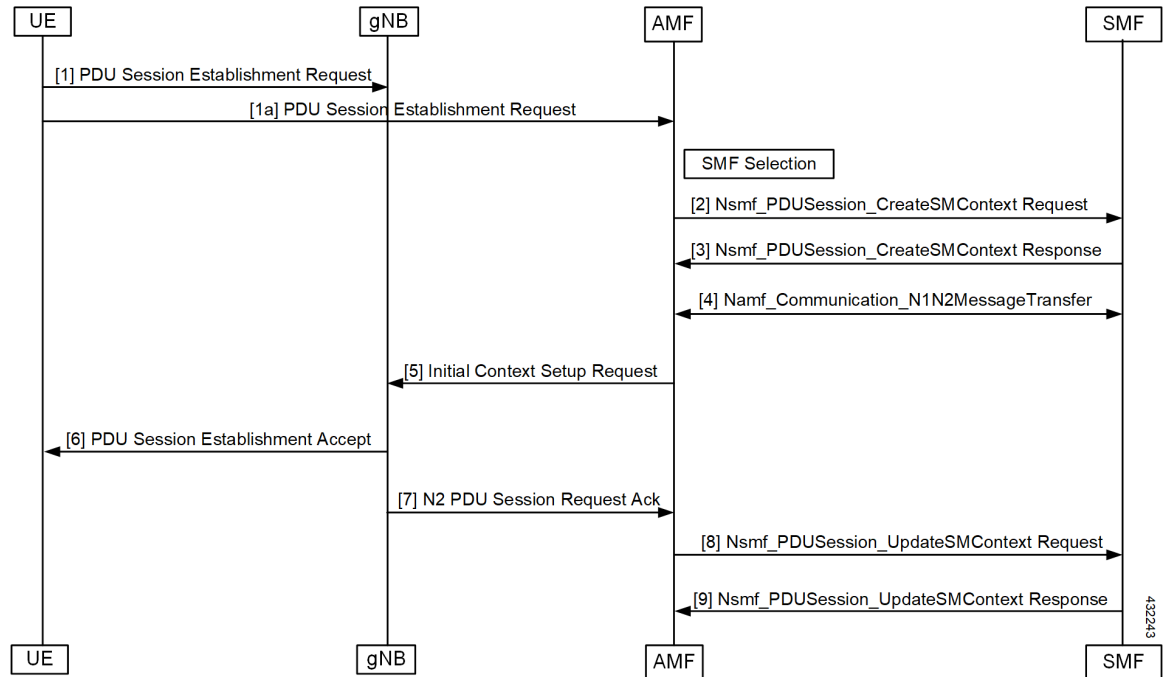 UE
gNB
AMF
SMF
[1] PDU Session Establishment Request
[1a] PDU Session Establishment Request
SMF Selection
[2] Nsmf_PDUSession_CreateSMContext Request
[3] Nsmf_PDUSession_CreateSMContext Response
[4] Namf_Communication_N1N2MessageTransfer
[5] Initial Context Setup Request
[6] PDU Session Establishment Accept
[7] N2 PDU Session Request Ack
[8] Nsmf_PDUSession_UpdateSMContext Request
[9] Nsmf_PDUSession_UpdateSMContext Response
432243
UE
gNB
AMF
SMF